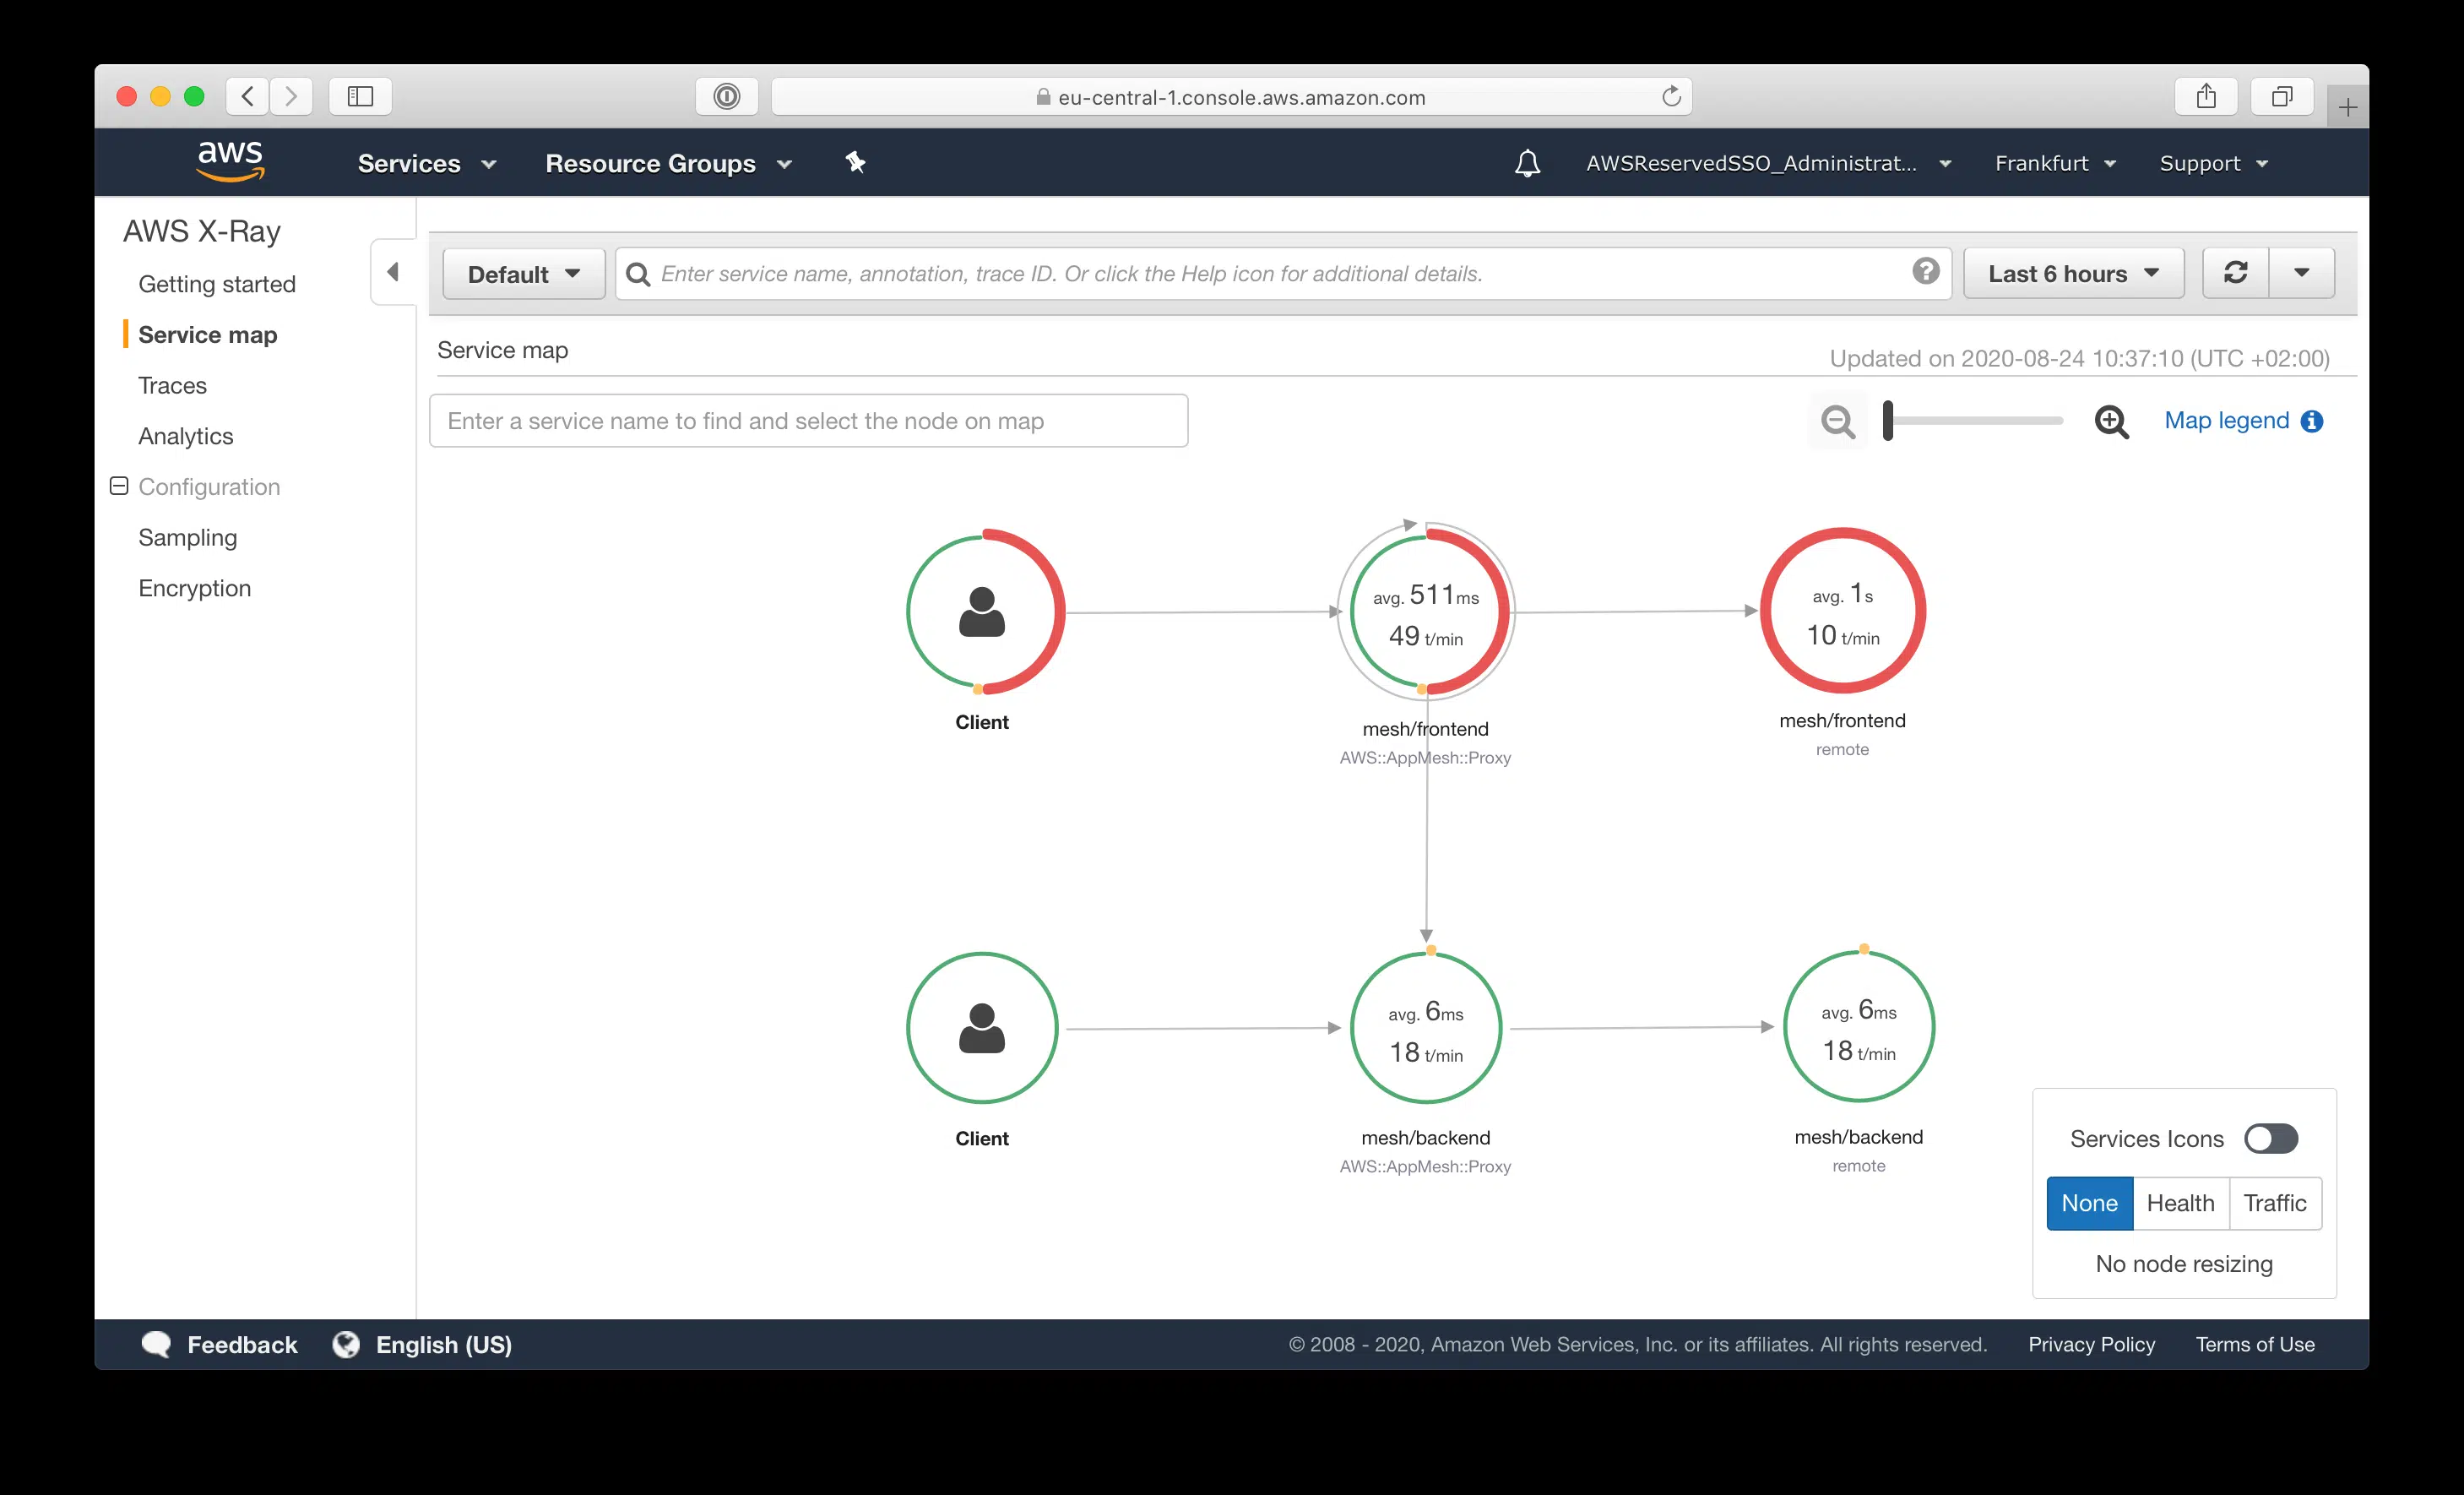 eu-central-1.console.aws.amazon.com
aws
Services
Resource Groups
AWSReservedSSO_Administrat...
Frankfurt
Support
AWS X-Ray
Getting started
Service map
Traces
Analytics
Configuration
Sampling
Encryption
Default
Enter service name, annotation, trace ID. Or click the Help icon for additional details.
Last 6 hours
Service map
Updated on 2020-08-24 10:37:10 (UTC +02:00)
Enter a service name to find and select the node on map
Map legend
Client
avg. 511ms
49 t/min
mesh/frontend
AWS::AppMesh::Proxy
avg. 1s
10 t/min
mesh/frontend
remote
Client
avg. 6ms
18 t/min
mesh/backend
AWS::AppMesh::Proxy
avg. 6ms
18 t/min
mesh/backend
remote
Services Icons
None
Health
Traffic
No node resizing
Feedback
English (US)
© 2008 - 2020, Amazon Web Services, Inc. or its affiliates. All rights reserved.
Privacy Policy
Terms of Use